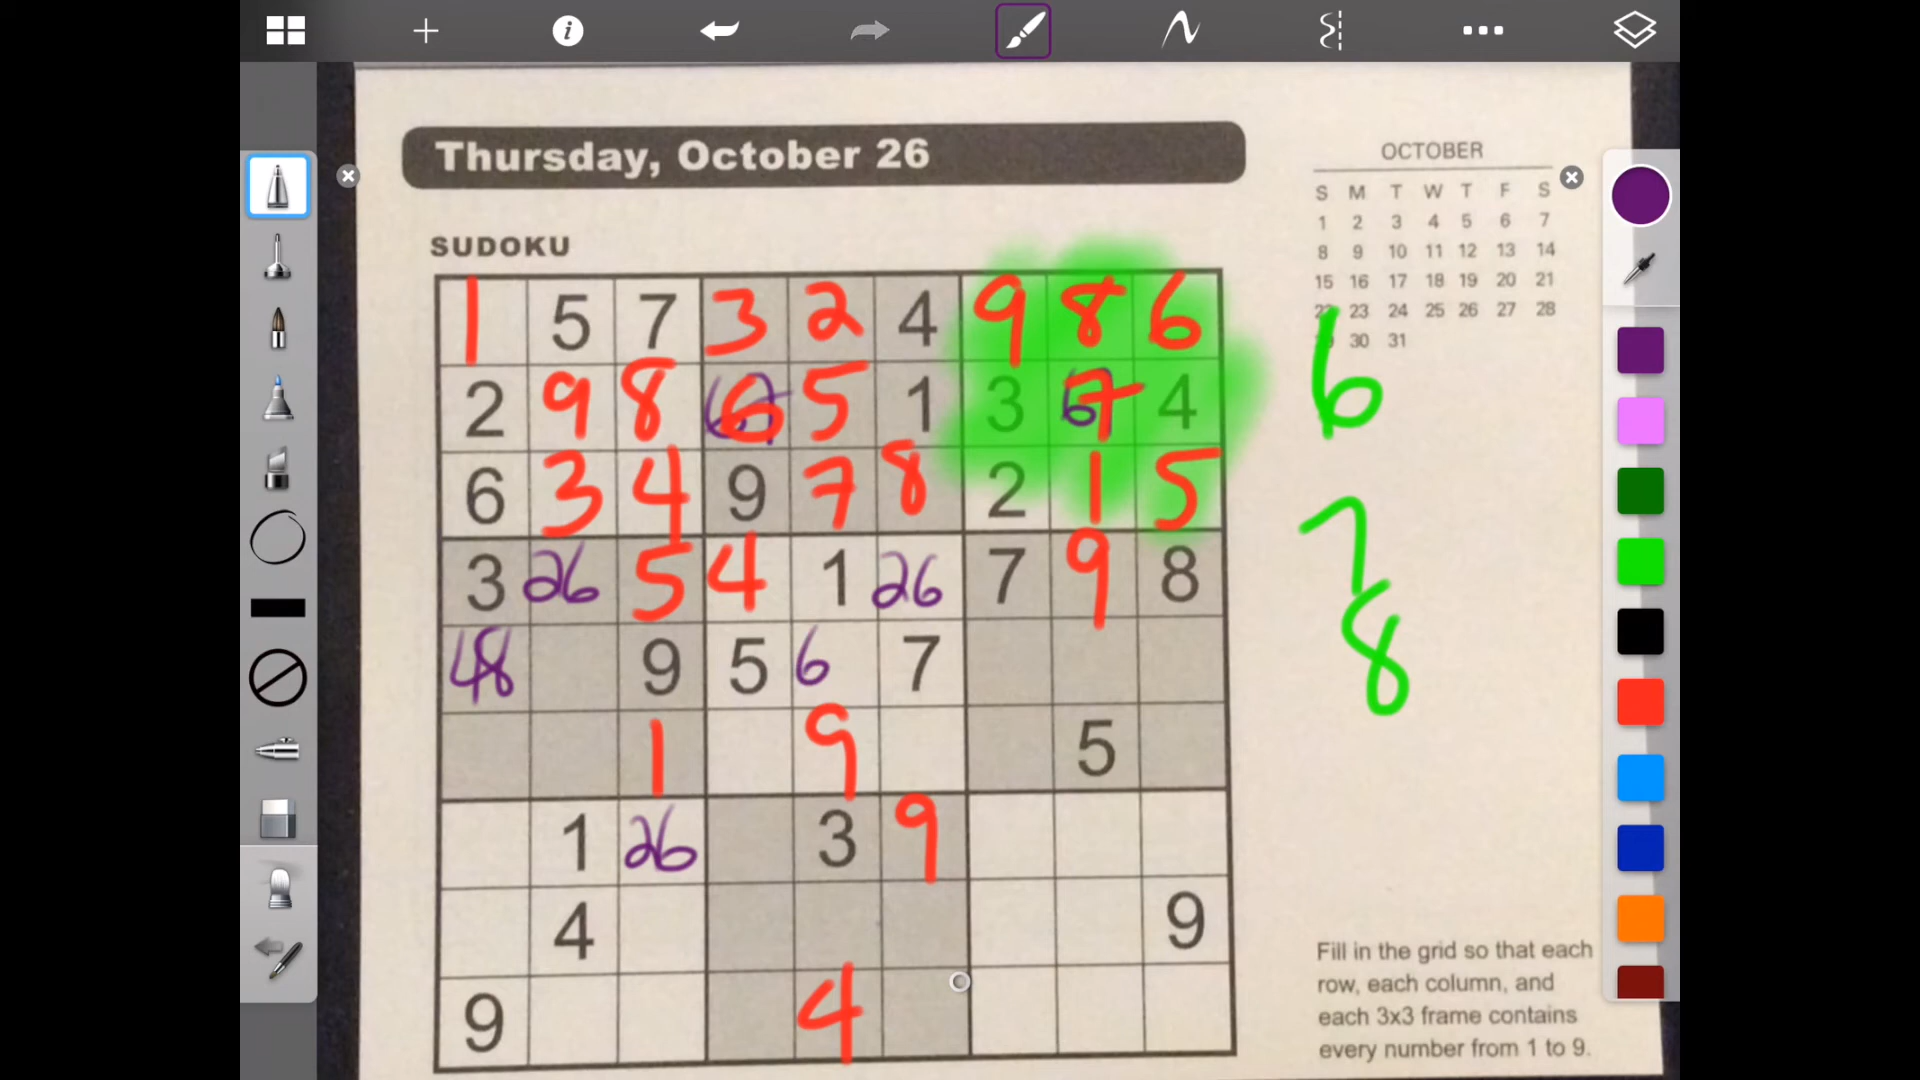 Thursday, October 26
OCTOBER
S M T W T F S
1 2 3 4 5 6 7
8 9 10 11 12 13 14
15 16 17 18 19 20 21
23 24 25 26 27 28
30 31
SUDOKU
1 5 7 3 2 4 9 8 6
2 9 8 6 5 1 3 7 4
6 3 4 9 7 8 2 1 5
3 26 5 4 1 26 7 9 8
48 9 5 6 7
1 9 5
1 26 3 9
4 9
9 4
6
7
8
Fill in the grid so that each
row, each column, and
each 3x3 frame contains
every number from 1 to 9.